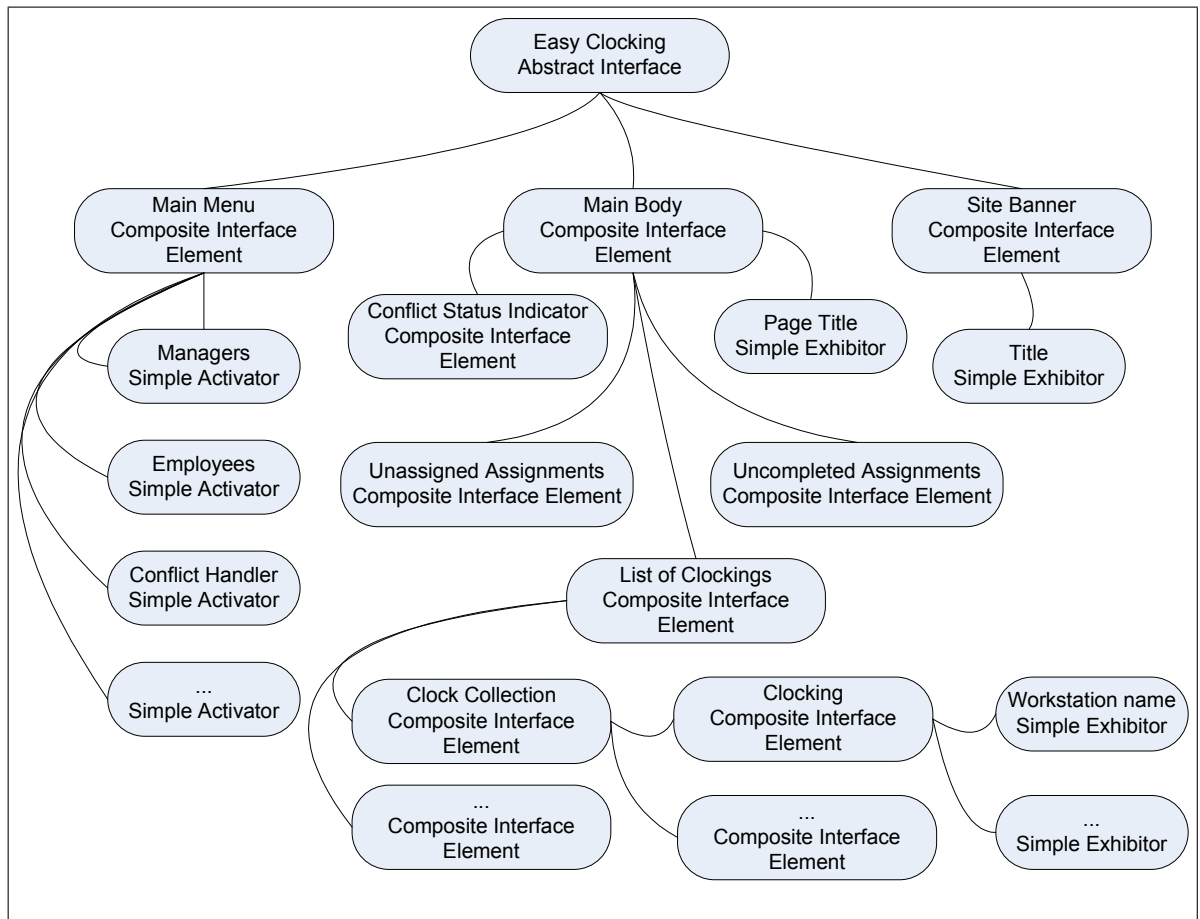 Easy Clocking
Abstract Interface
Main Menu
Composite Interface
Element
Main Body
Composite Interface
Element
Site Banner
Composite Interface
Element
Managers
Simple Activator
Conflict Status Indicator
Composite Interface
Element
Page Title
Simple Exhibitor
Title
Simple Exhibitor
Employees
Simple Activator
Unassigned Assignments
Composite Interface Element
Uncompleted Assignments
Composite Interface Element
Conflict Handler
Simple Activator
List of Clockings
Composite Interface
Element
...
Simple Activator
Clock Collection
Composite Interface
Element
Clocking
Composite Interface
Element
Workstation name
Simple Exhibitor
...
Composite Interface
Element
...
Composite Interface
Element
...
Simple Exhibitor